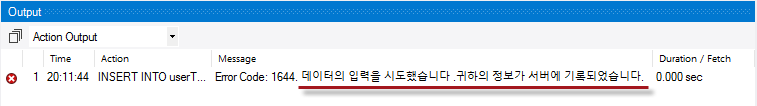 Output
Action Output
Time Action Message Duration / Fetch
1 20:11:44 INSERT INTO userT... Error Code: 1644. 데이터의 입력을 시도했습니다 .귀하의 정보가 서버에 기록되었습니다. 0.000 sec